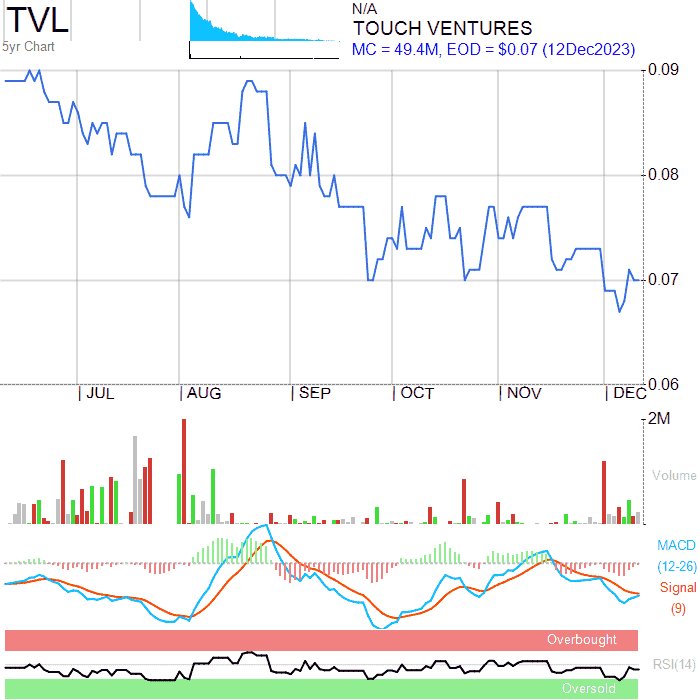 TVL
5yr Chart
N/A
TOUCH VENTURES
MC = 49.4M, EOD = $0.07 (12Dec2023)
0.09
0.08
0.07
0.06
| JUL | AUG | SEP | OCT | NOV | DEC
2M
Volume
MACD
(12-26)
Signal
(9)
Overbought
RSI(14)
Oversold